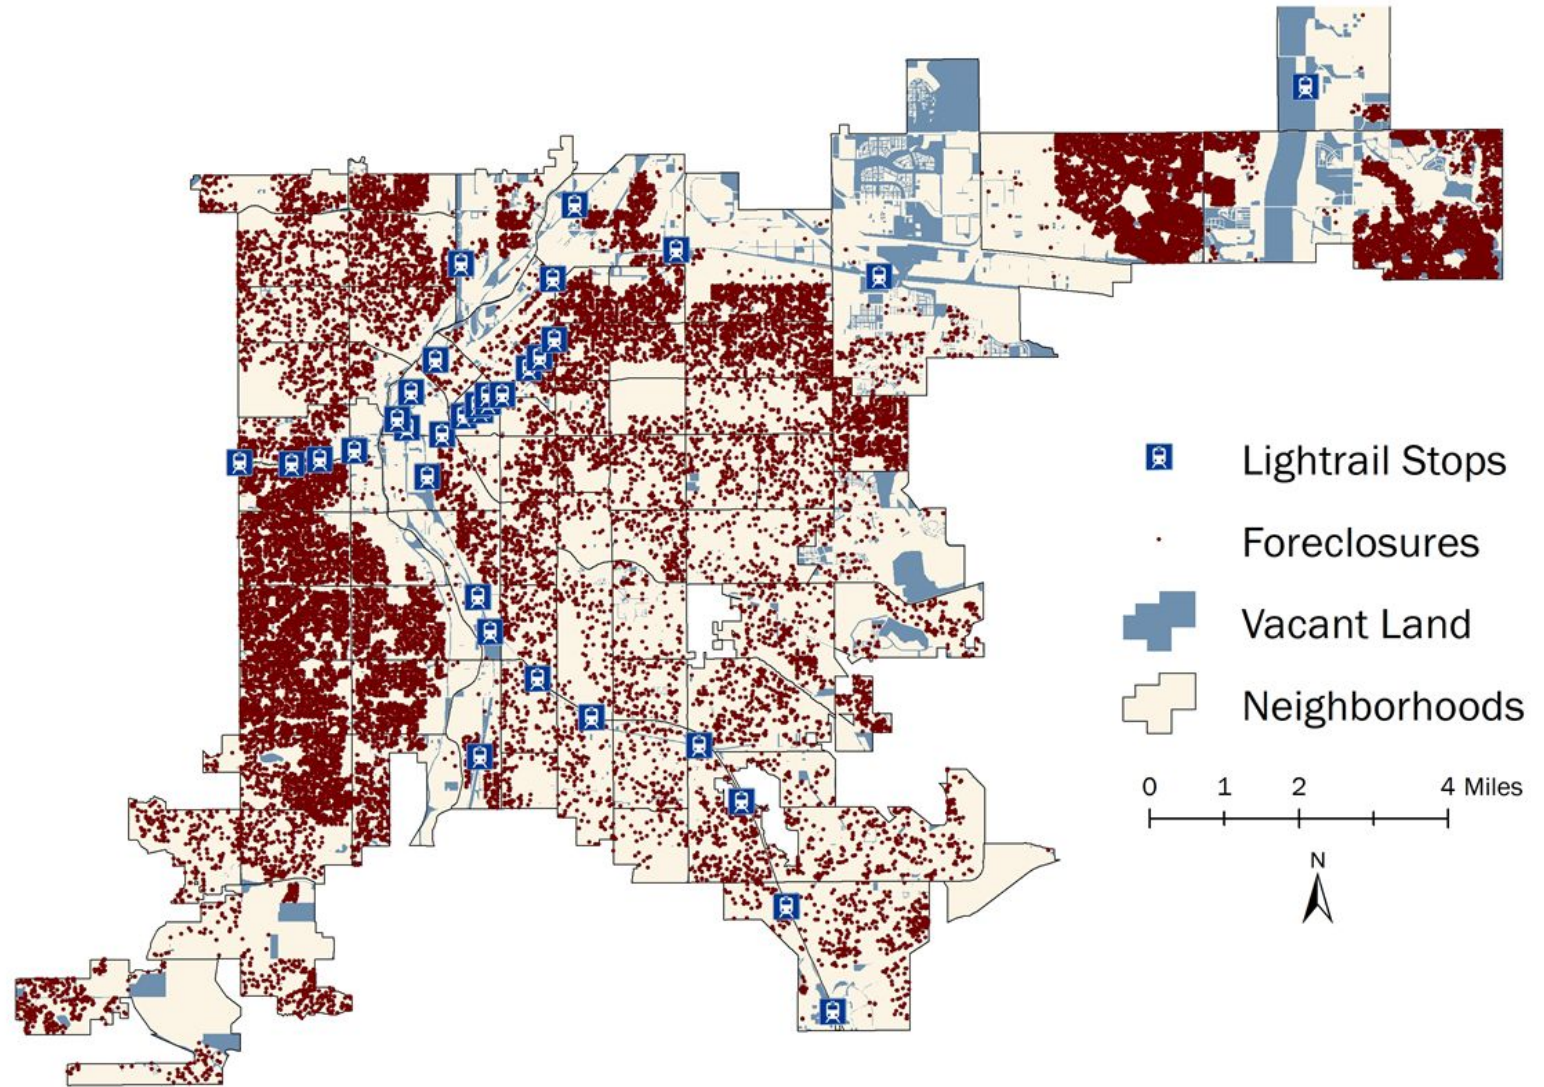 Lightrail Stops
Foreclosures
Vacant Land
Neighborhoods
0 1 2 4 Miles
N